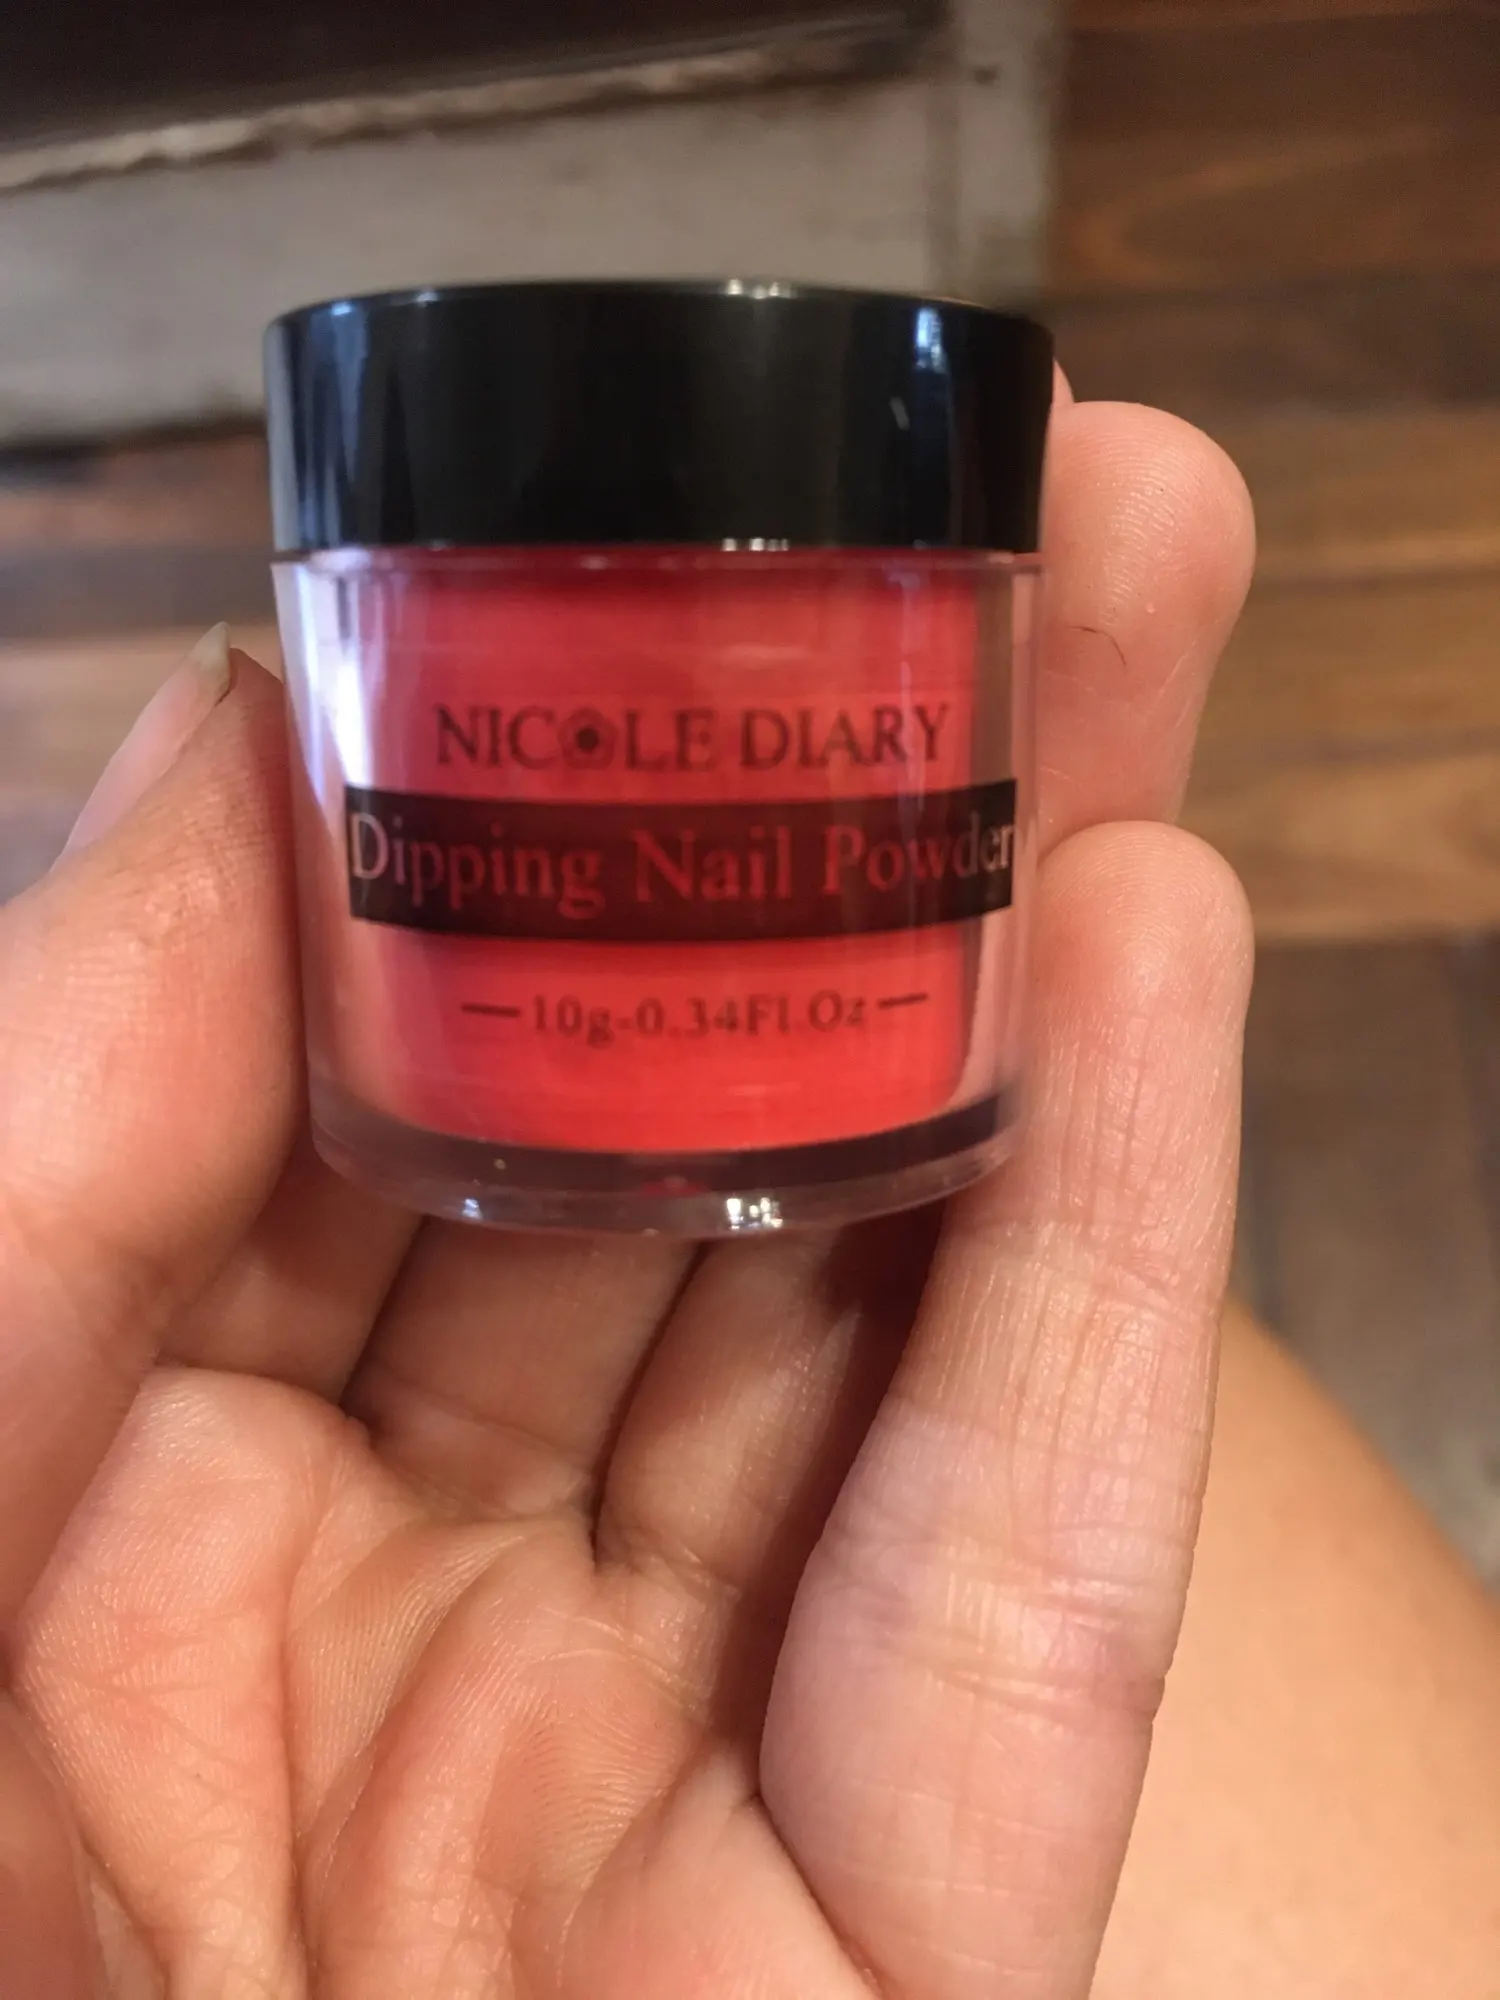 NICOLE DIARY
Dipping Nail Powder
—10g-0.34Fl.Oz—